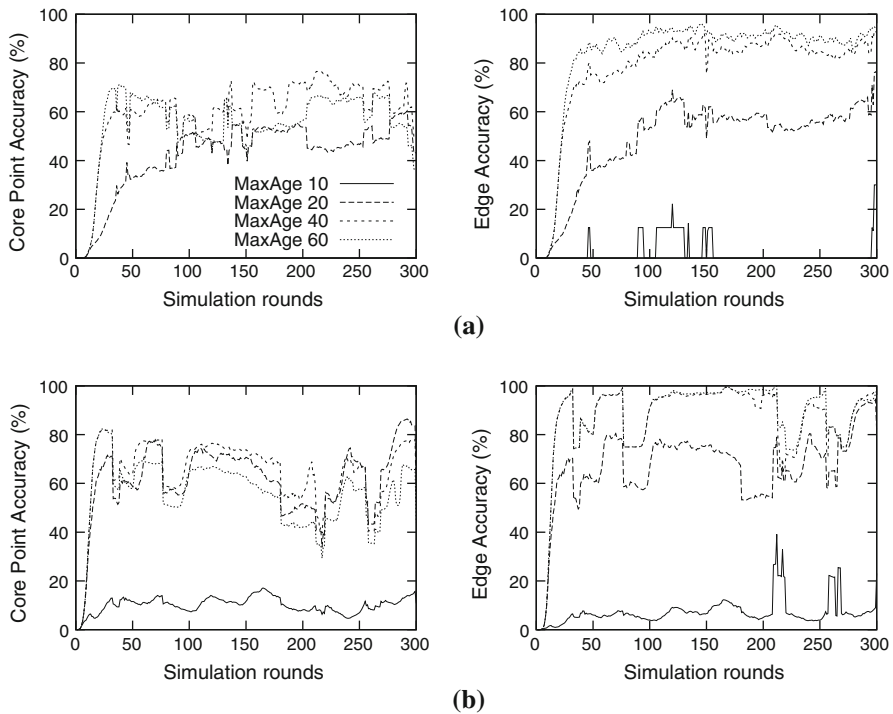 Core Point Accuracy (%)
100
80
60
40
20
0
MaxAge 10
MaxAge 20
MaxAge 40
MaxAge 60
0 50 100 150 200 250 300
Simulation rounds
Edge Accuracy (%)
100
80
60
40
20
0
0 50 100 150 200 250 300
Simulation rounds
(a)
Core Point Accuracy (%)
100
80
60
40
20
0
0 50 100 150 200 250 300
Simulation rounds
Edge Accuracy (%)
100
80
60
40
20
0
0 50 100 150 200 250 300
Simulation rounds
(b)